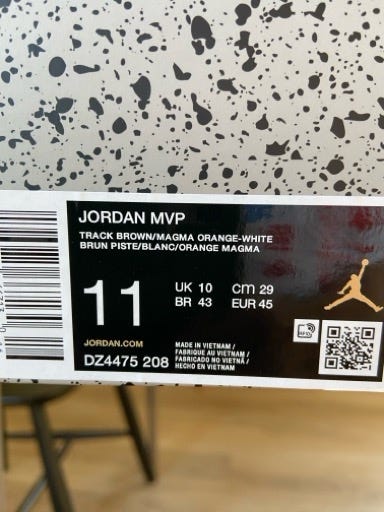 JORDAN MVP
TRACK BROWN/MAGMA ORANGE-WHITE
BRUN PISTE/BLANC/ORANGE MAGMA
11
UK 10 cm 29
BR 43 EUR 45
JORDAN.COM
DZ4475 208
MADE IN VIETNAM /
FABRIQUÉ AU VIETNAM /
FABRICADO NO VIETNÃ /
HECHO EN VIETNAM
RFID